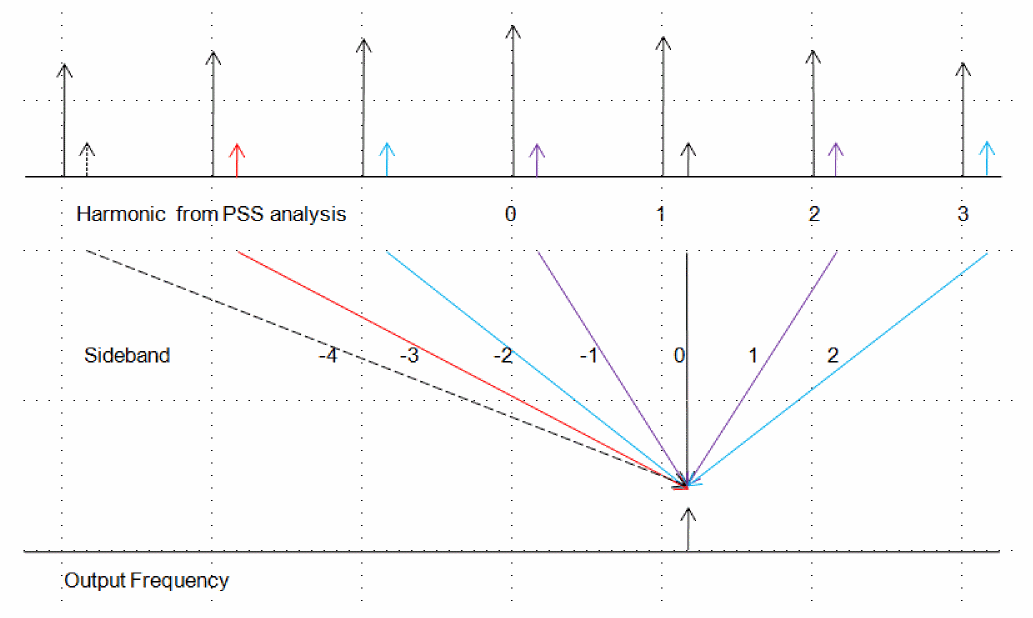 Harmonic from PSS analysis 0 1 2 3
Sideband -4 -3 -2 -1 0 1 2
Output Frequency